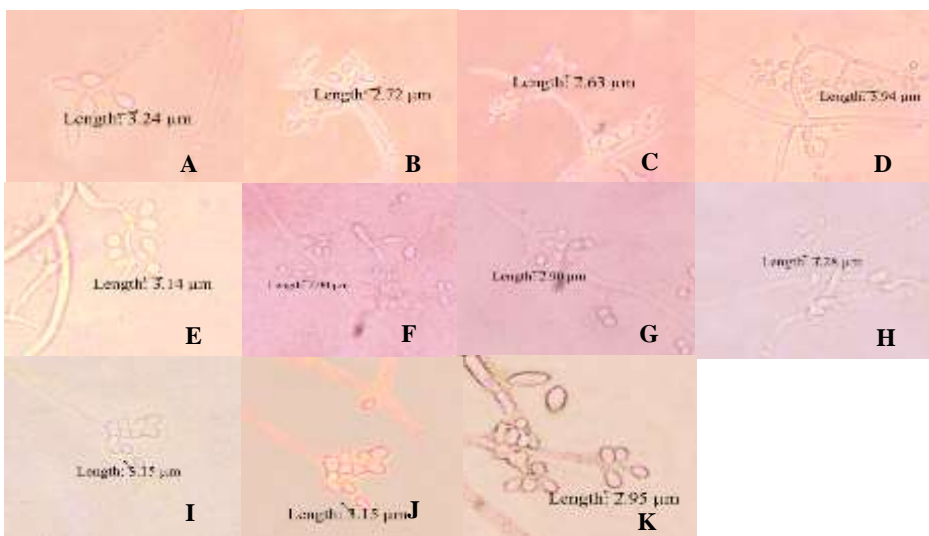 Length: 3.24 µm
A
Length: 2.72 µm
B
Length: 2.63 µm
C
Length: 3.94 µm
D
Length: 3.14 µm
E
Length:
F
Length: 2.90 µm
G
Length: µm
H
Length: 3.15 µm
I
Length: 3.15 µm
J
Length: 2.95 µm
K